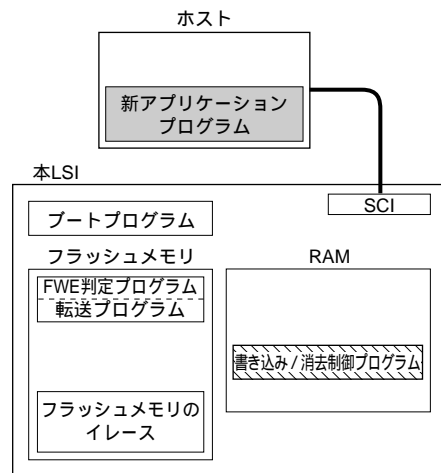 ホスト
新アプリケーション
プログラム
本LSI
SCI
ブートプログラム
フラッシュメモリ
RAM
FWE判定プログラム
転送プログラム
書き込み / 消去制御プログラム
フラッシュメモリの
イレース